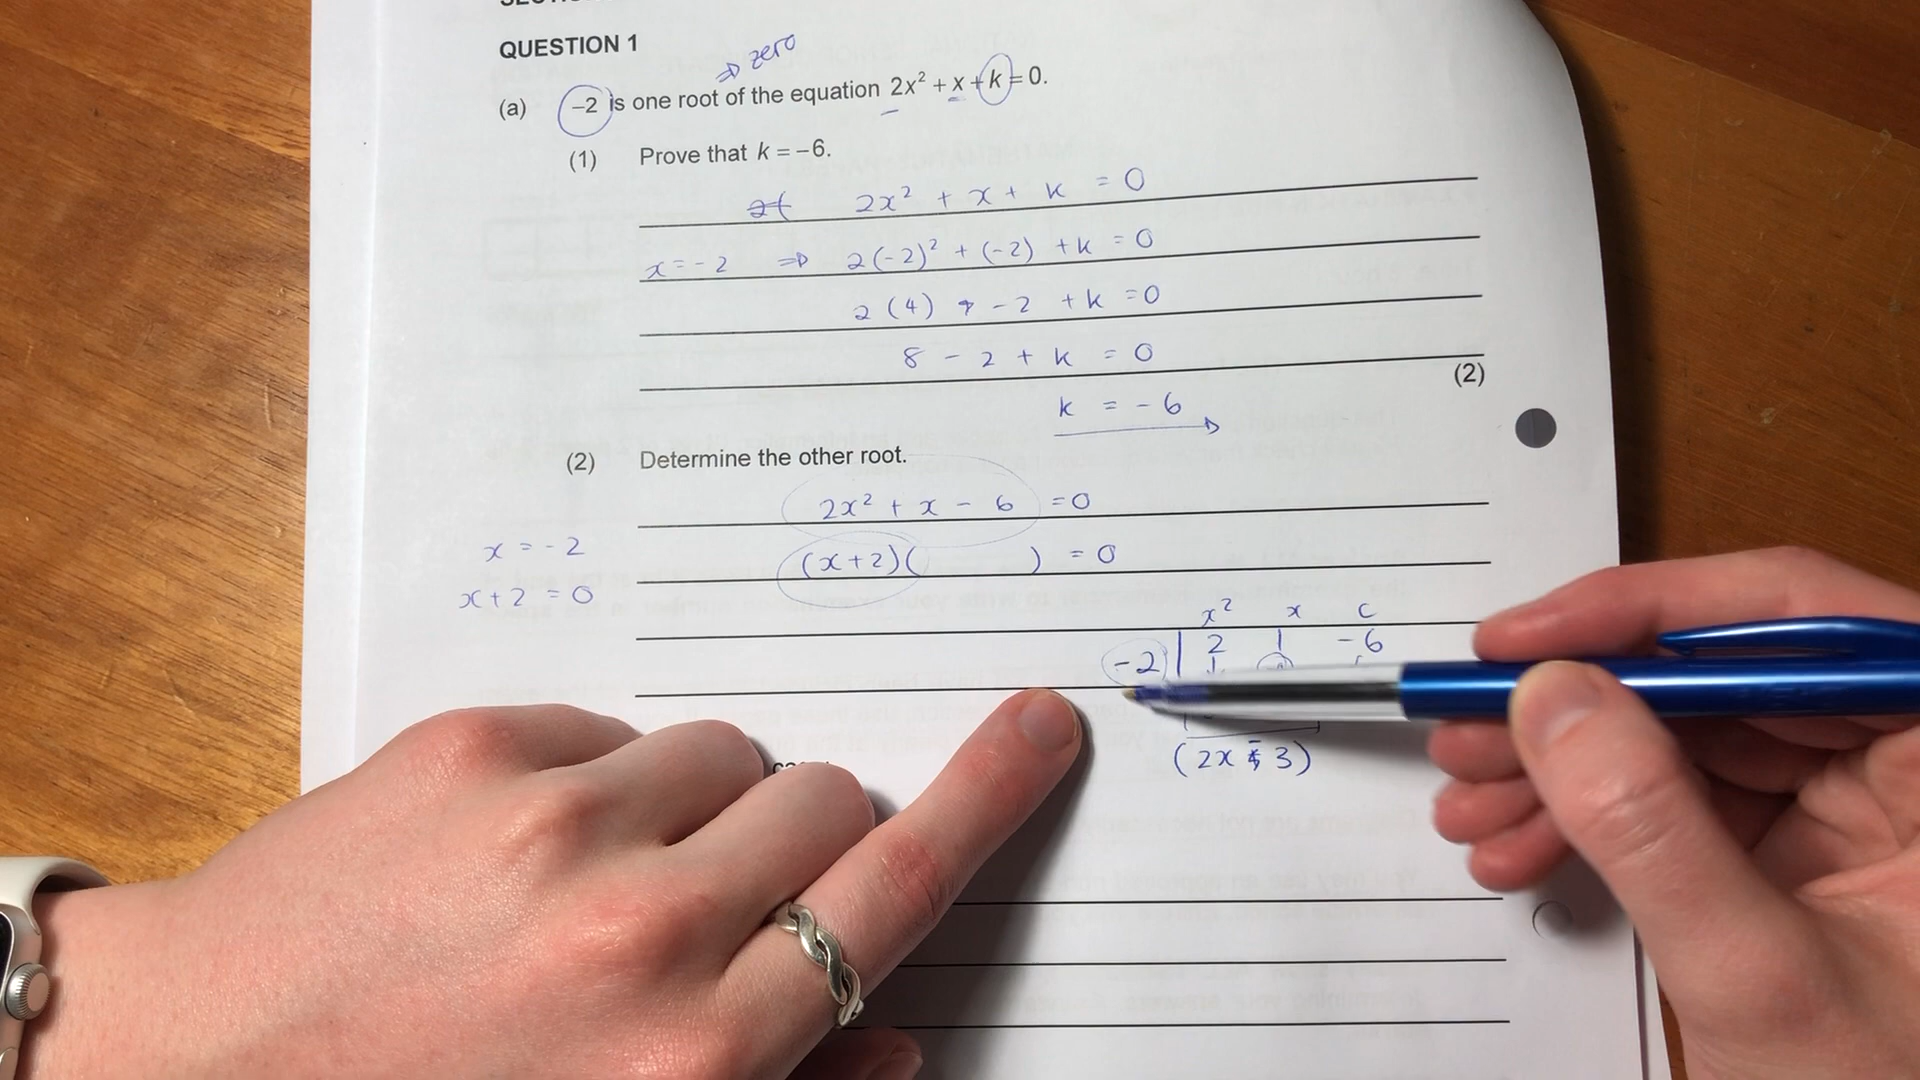 QUESTION 1
⇒ zero
(a) -2 is one root of the equation 2x² + x + k = 0.
(1) Prove that k = -6.
2x² + x + k = 0
x = -2 ⇒ 2(-2)² + (-2) + k = 0
2(4) + -2 + k = 0
8 - 2 + k = 0
(2)
k = -6
(2) Determine the other root.
2x² + x - 6 = 0
x = -2
(x+2)( ) = 0
x+2 = 0
x² x c
-2 | 2 1 -6
(2x - 3)